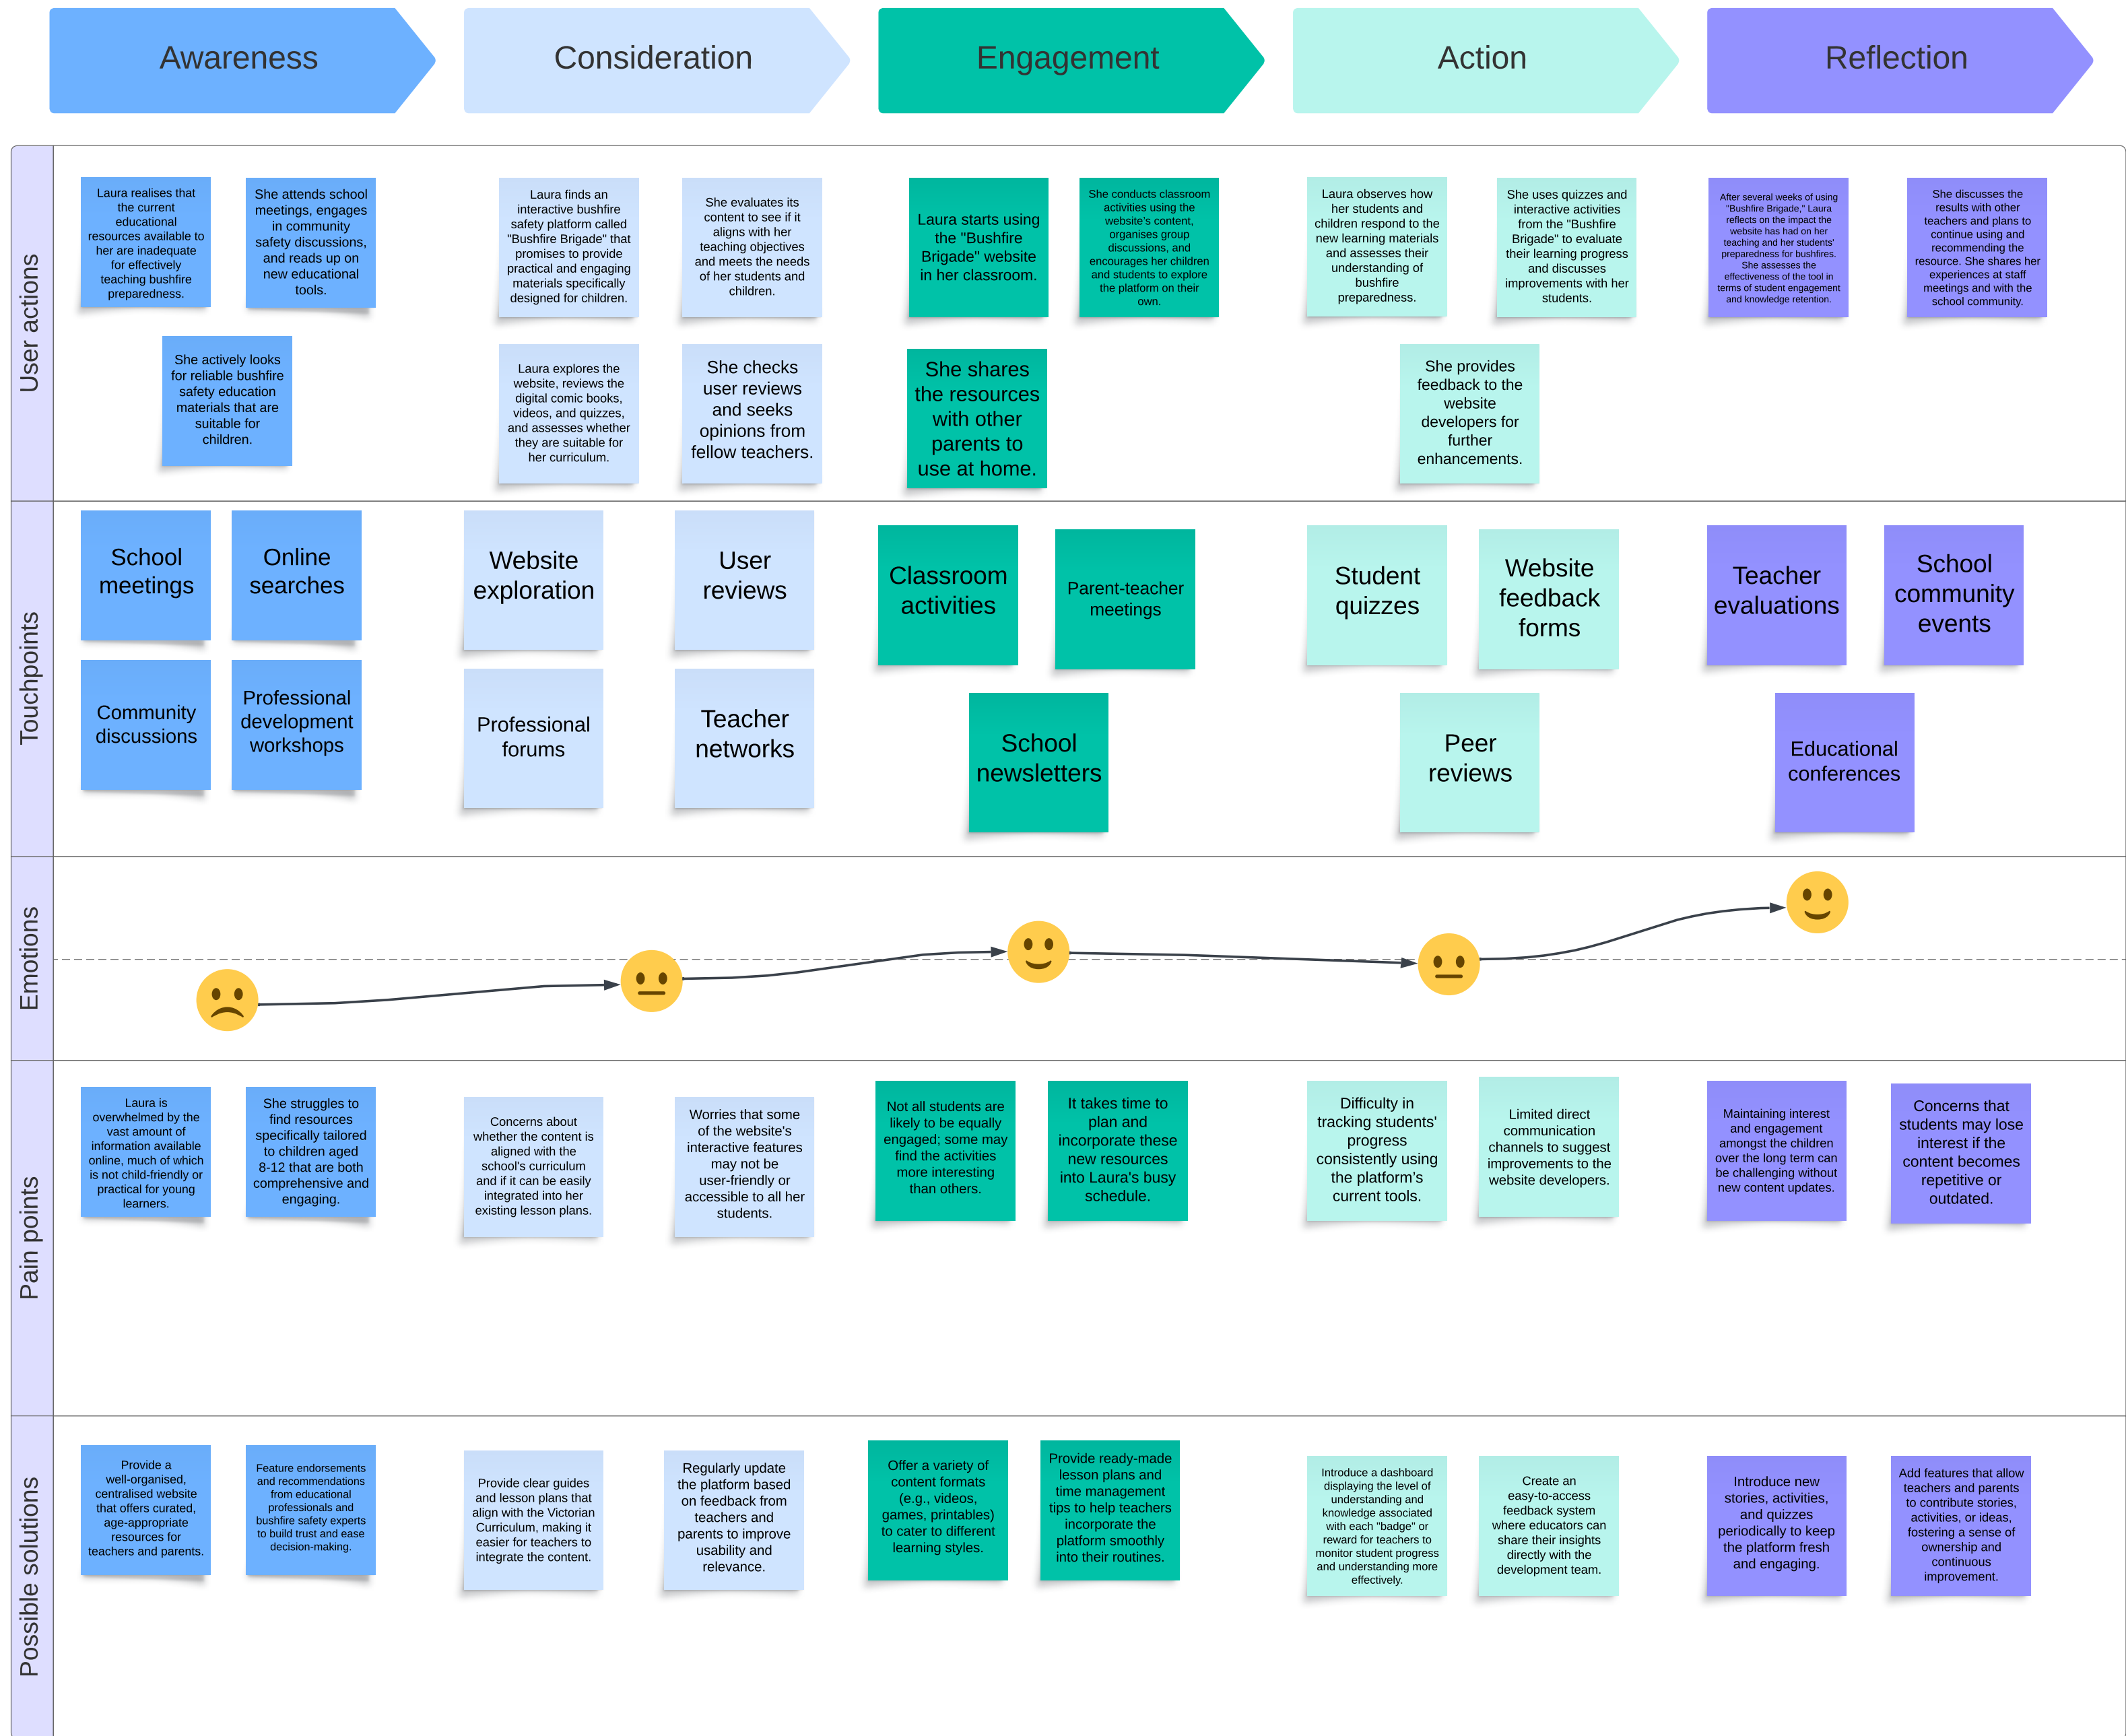 Awareness
Consideration
Engagement
Action
Reflection
User actions
Laura realises that
the current
educational
resources available to
her are inadequate
for effectively
teaching bushfire
preparedness.
She attends school
meetings, engages
in community
safety discussions,
and reads up on
new educational
tools.
She actively looks
for reliable bushfire
safety education
materials that are
suitable for
children.
Laura finds an
interactive bushfire
safety platform called
"Bushfire Brigade" that
promises to provide
practical and engaging
materials specifically
designed for children.
She evaluates its
content to see if it
aligns with her
teaching objectives
and meets the needs
of her students and
children.
Laura explores the
website, reviews the
digital comic books,
videos, and quizzes,
and assesses whether
they are suitable for
her curriculum.
She checks
user reviews
and seeks
opinions from
fellow teachers.
Laura starts using
the "Bushfire
Brigade" website
in her classroom.
She conducts classroom
activities using the
website's content,
organises group
discussions, and
encourages her children
and students to explore
the platform on their
own.
She shares
the resources
with other
parents to
use at home.
Laura observes how
her students and
children respond to the
new learning materials
and assesses their
understanding of
bushfire
preparedness.
She uses quizzes and
interactive activities
from the "Bushfire
Brigade" to evaluate
their learning progress
and discusses
improvements with her
students.
She provides
feedback to the
website
developers for
further
enhancements.
After several weeks of using
"Bushfire Brigade," Laura
reflects on the impact the
website has had on her
teaching and her students'
preparedness for bushfires.
She assesses the
effectiveness of the tool in
terms of student engagement
and knowledge retention.
She discusses the
results with other
teachers and plans to
continue using and
recommending the
resource. She shares her
experiences at staff
meetings and with the
school community.
Touchpoints
School
meetings
Online
searches
Community
discussions
Professional
development
workshops
Website
exploration
User
reviews
Professional
forums
Teacher
networks
Classroom
activities
Parent-teacher
meetings
School
newsletters
Student
quizzes
Website
feedback
forms
Peer
reviews
Teacher
evaluations
School
community
events
Educational
conferences
Emotions
Pain points
Laura is
overwhelmed by the
vast amount of
information available
online, much of which
is not child-friendly or
practical for young
learners.
She struggles to
find resources
specifically tailored
to children aged
8-12 that are both
comprehensive and
engaging.
Concerns about
whether the content is
aligned with the
school's curriculum
and if it can be easily
integrated into her
existing lesson plans.
Worries that some
of the website's
interactive features
may not be
user-friendly or
accessible to all her
students.
Not all students are
likely to be equally
engaged; some may
find the activities
more interesting
than others.
It takes time to
plan and
incorporate these
new resources
into Laura's busy
schedule.
Difficulty in
tracking students'
progress
consistently using
the platform's
current tools.
Limited direct
communication
channels to suggest
improvements to the
website developers.
Maintaining interest
and engagement
amongst the children
over the long term can
be challenging without
new content updates.
Concerns that
students may lose
interest if the
content becomes
repetitive or
outdated.
Possible solutions
Provide a
well-organised,
centralised website
that offers curated,
age-appropriate
resources for
teachers and parents.
Feature endorsements
and recommendations
from educational
professionals and
bushfire safety experts
to build trust and ease
decision-making.
Provide clear guides
and lesson plans that
align with the Victorian
Curriculum, making it
easier for teachers to
integrate the content.
Regularly update
the platform based
on feedback from
teachers and
parents to improve
usability and
relevance.
Offer a variety of
content formats
(e.g., videos,
games, printables)
to cater to different
learning styles.
Provide ready-made
lesson plans and
time management
tips to help teachers
incorporate the
platform smoothly
into their routines.
Introduce a dashboard
displaying the level of
understanding and
knowledge associated
with each "badge" or
reward for teachers to
monitor student progress
and understanding more
effectively.
Create an
easy-to-access
feedback system
where educators can
share their insights
directly with the
development team.
Introduce new
stories, activities,
and quizzes
periodically to keep
the platform fresh
and engaging.
Add features that allow
teachers and parents
to contribute stories,
activities, or ideas,
fostering a sense of
ownership and
continuous
improvement.